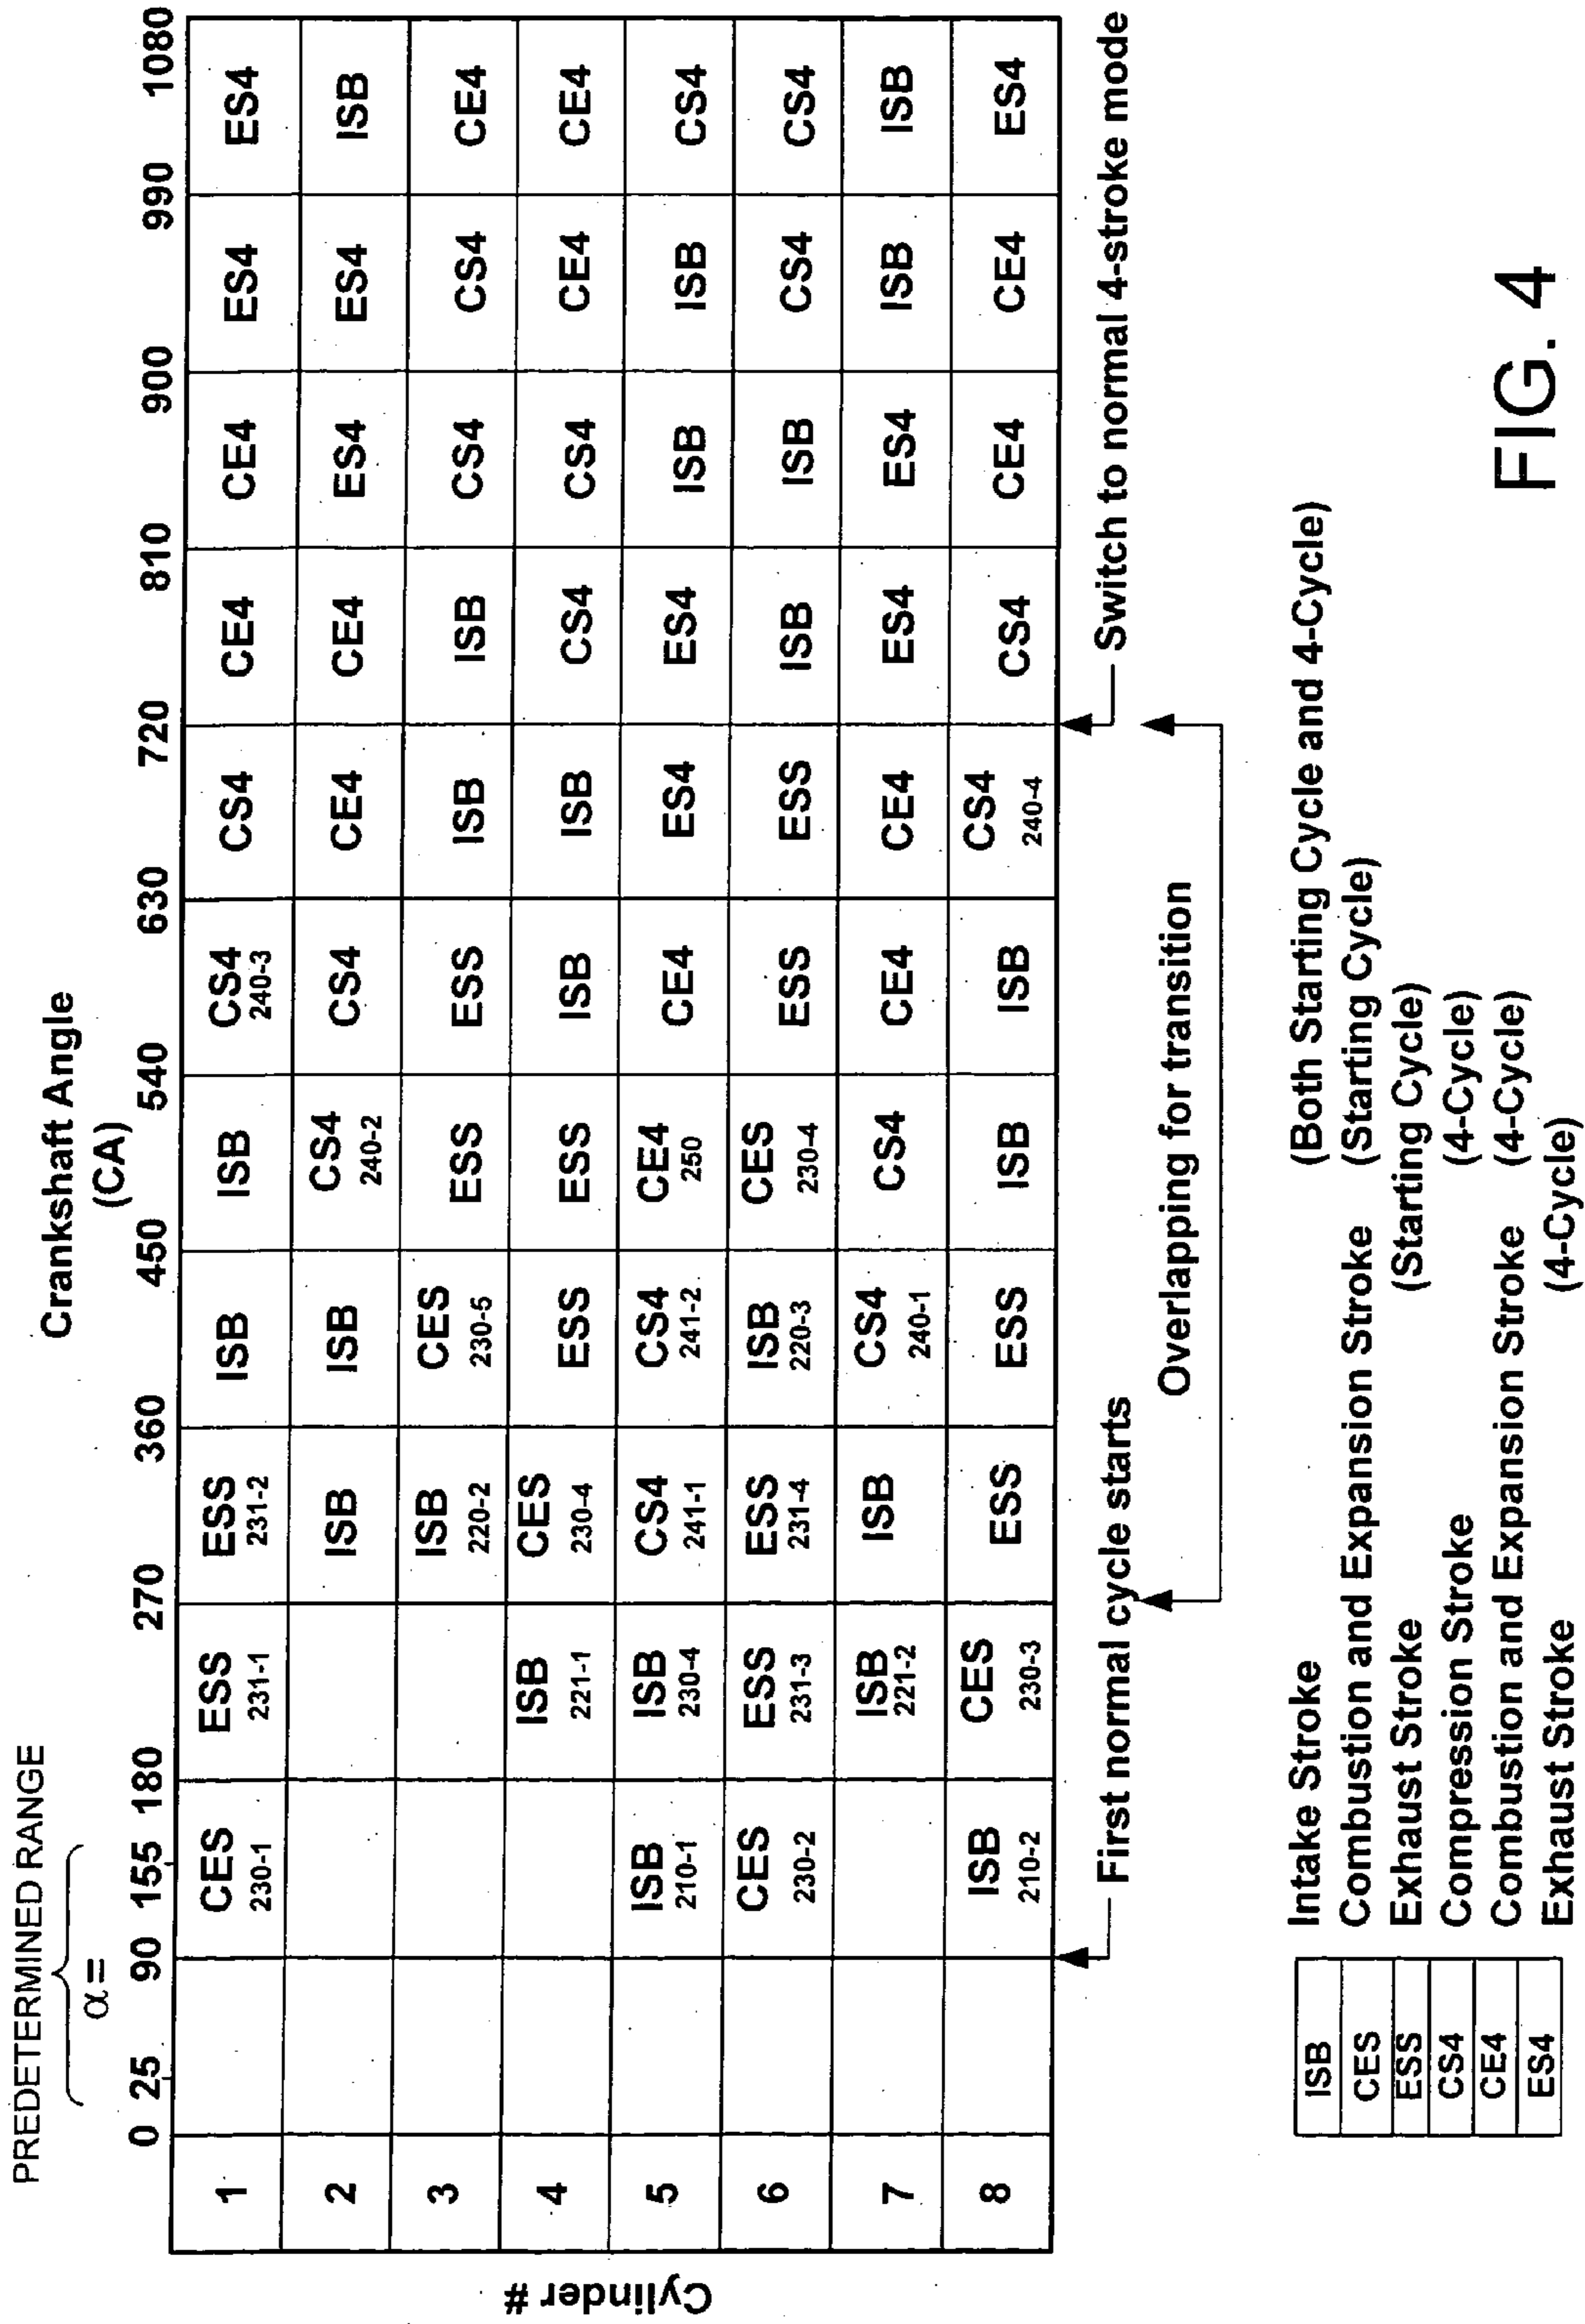 Crankshaft Angle
(CA)
PREDETERMINED RANGE
α =
0 25 90 155 180 270 360 450 540 630 720 810 900 990 1080
Cylinder #
1 CES 230-1 ESS 231-1 ESS 231-2 ISB ISB CS4 240-3 CS4 CE4 CE4 ES4 ES4
2 ISB ISB CS4 240-2 CS4 CE4 CE4 ES4 ES4 ISB
3 ISB 220-2 CES 230-5 ESS ESS ISB ISB CS4 CS4 CE4
4 ISB 221-1 CES 230-4 ESS ESS ISB ISB CS4 CS4 CE4 CE4
5 ISB 210-1 ISB 230-4 CS4 241-1 CS4 241-2 CE4 250 CE4 ES4 ES4 ISB ISB CS4
6 CES 230-2 ESS 231-3 ESS 231-4 ISB 220-3 CES 230-4 ESS ESS ISB ISB CS4 CS4
7 ISB 221-2 ISB CS4 240-1 CS4 CE4 CE4 ES4 ES4 ISB ISB
8 ISB 210-2 CES 230-3 ESS ESS ISB ISB CS4 240-4 CS4 CE4 CE4 ES4
First normal cycle starts
Switch to normal 4-stroke mode
Overlapping for transition
ISB Intake Stroke (Both Starting Cycle and 4-Cycle)
CES Combustion and Expansion Stroke (Starting Cycle)
ESS Exhaust Stroke (Starting Cycle)
CS4 Compression Stroke (4-Cycle)
CE4 Combustion and Expansion Stroke (4-Cycle)
ES4 Exhaust Stroke (4-Cycle)
FIG. 4